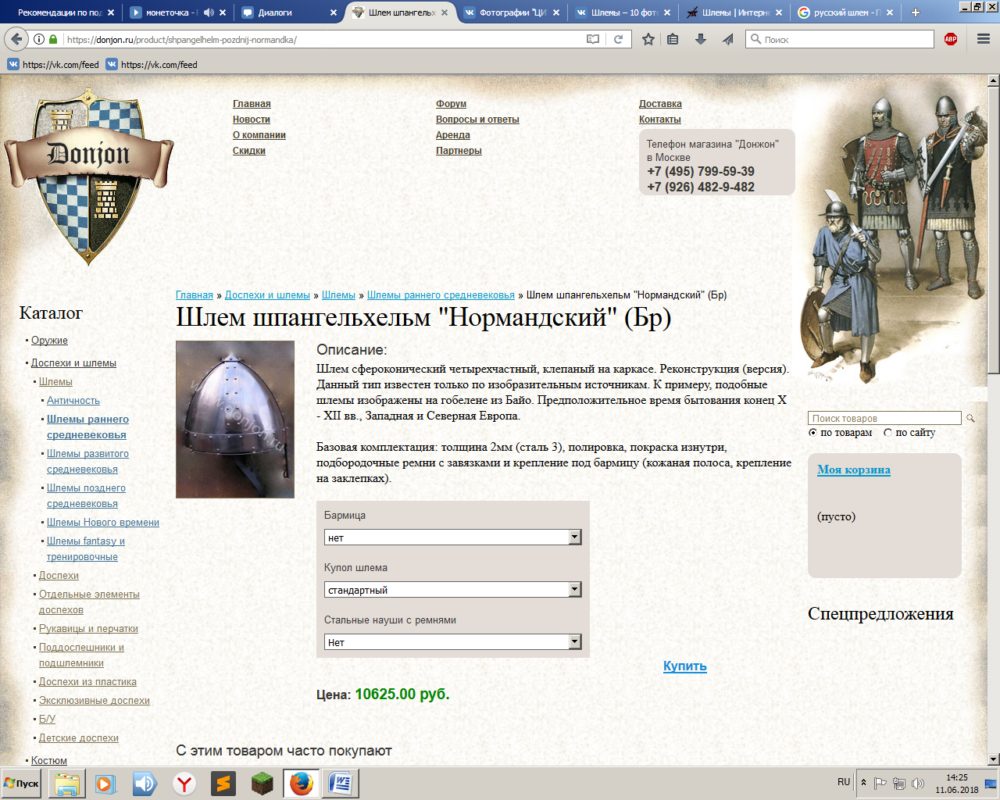 Рекомендации по под
монеточка - Р
Диалоги
Шлем шпангельх
Фотографии "ЦИ
Шлемы – 10 фото
Шлемы | Интерне
русский шлем - П
https://donjon.ru/product/shpangelhelm-pozdnij-normandka/
Поиск
ABP
https://vk.com/feed
https://vk.com/feed
Donjon
Главная
Новости
О компании
Скидки
Форум
Вопросы и ответы
Аренда
Партнеры
Доставка
Контакты
Телефон магазина "Донжон"
в Москве
+7 (495) 799-59-39
+7 (926) 482-9-482
Главная » Доспехи и шлемы » Шлемы » Шлемы раннего средневековья » Шлем шпангельхельм "Нормандский" (Бр)
Каталог
Оружие
Доспехи и шлемы
Шлемы
Античность
Шлемы раннего
средневековья
Шлемы развитого
средневековья
Шлемы позднего
средневековья
Шлемы Нового времени
Шлемы fantasy и
тренировочные
Доспехи
Отдельные элементы
доспехов
Рукавицы и перчатки
Поддоспешники и
подшлемники
Доспехи из пластика
Эксклюзивные доспехи
Б/У
Детские доспехи
Костюм
Шлем шпангельхельм "Нормандский" (Бр)
www.donjon.ru
Описание:
Шлем сфероконический четырехчастный, клепаный на каркасе. Реконструкция (версия).
Данный тип известен только по изобразительным источникам. К примеру, подобные
шлемы изображены на гобелене из Байо. Предположительное время бытования конец X
- XII вв., Западная и Северная Европа.
Базовая комплектация: толщина 2мм (сталь 3), полировка, покраска изнутри,
подбородочные ремни с завязками и крепление под бармицу (кожаная полоса, крепление
на заклепках).
Бармица
нет
Купол шлема
стандартный
Стальные науши с ремнями
Нет
Купить
Цена: 10625.00 руб.
С этим товаром часто покупают
Поиск товаров
по товарам
по сайту
Моя корзина
(пусто)
Спецпредложения
Пуск
RU
14:25
11.06.2018